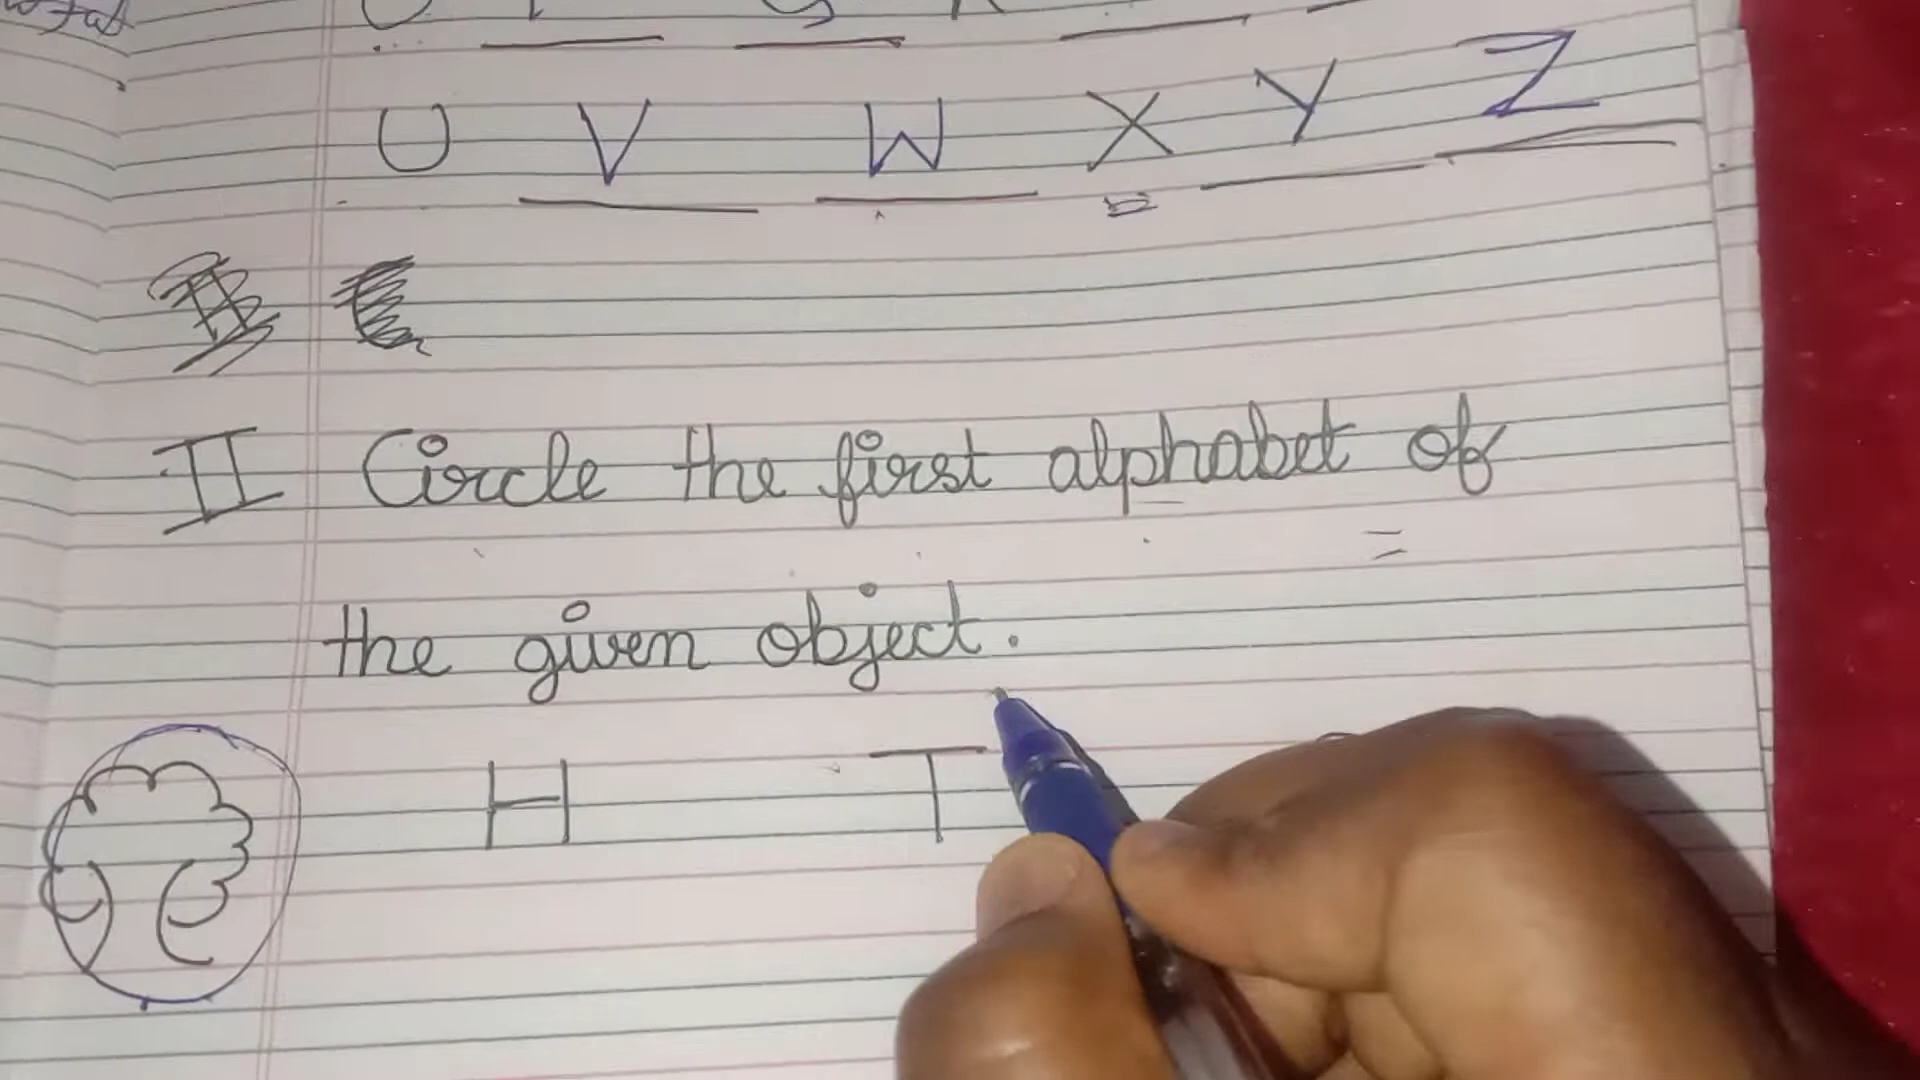 U V W X Y Z
II Circle the first alphabet of
the given object.
H T